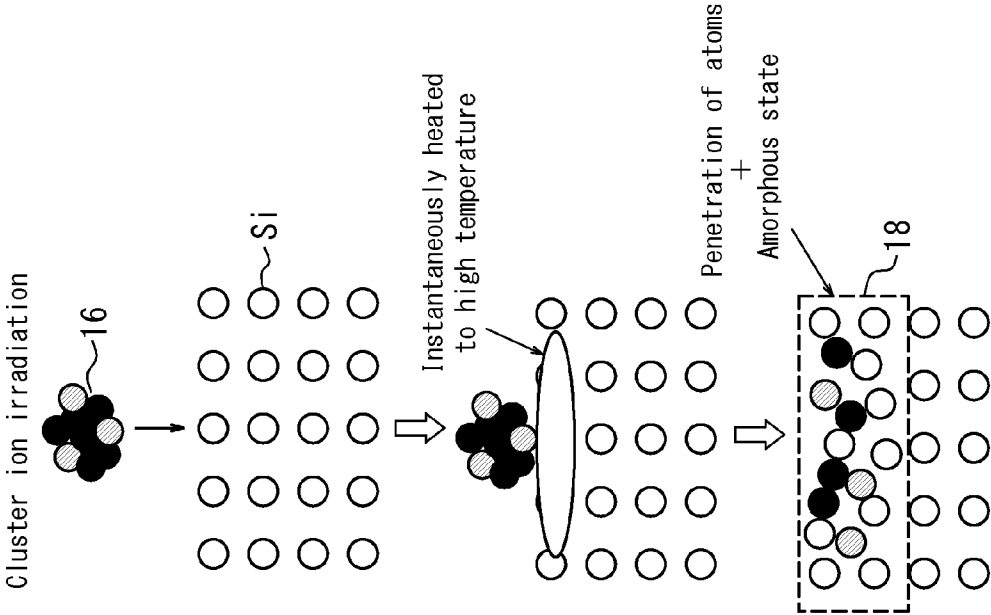 Cluster ion irradiation
16
Si
Instantaneously heated
to high temperature
Penetration of atoms
+
Amorphous state
18